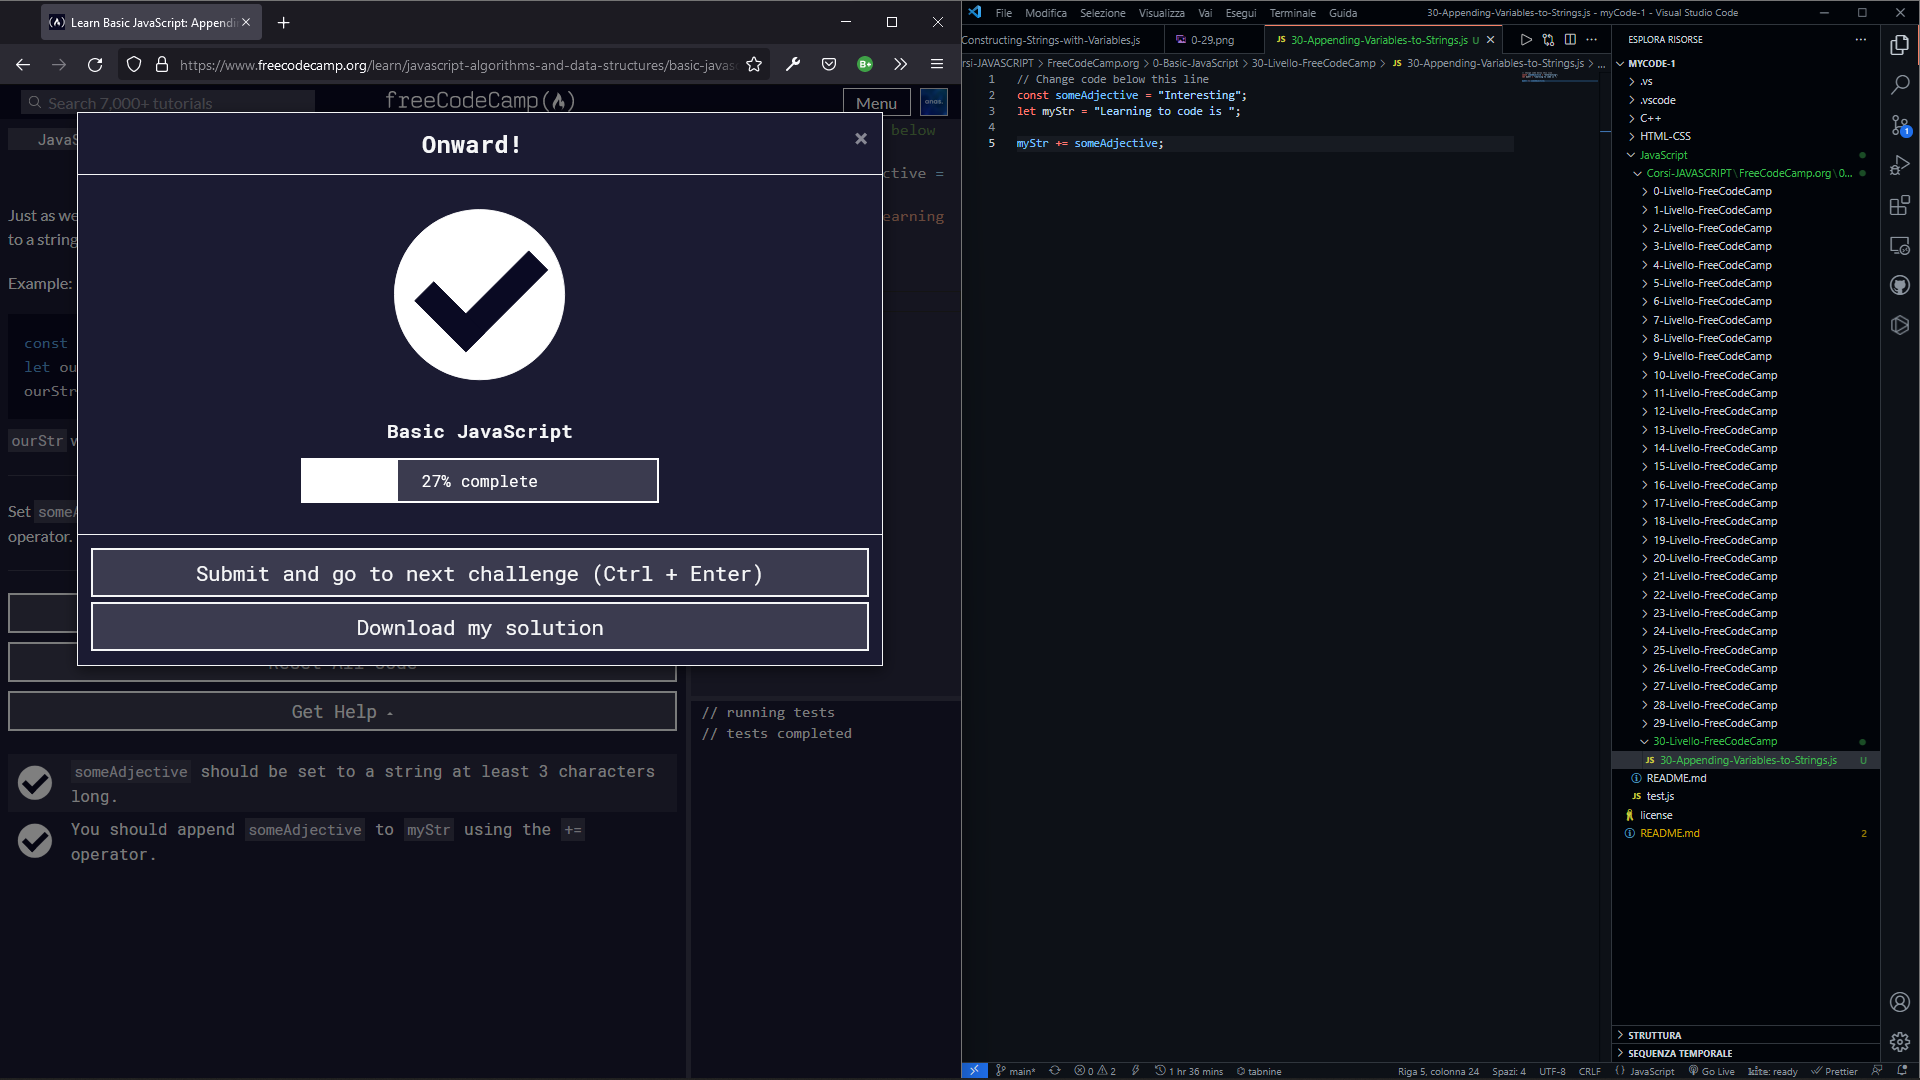 Learn Basic JavaScript: Appendin
https://www.freecodecamp.org/learn/javascript-algorithms-and-data-structures/basic-javas
Search 7,000+ tutorials
freeCodeCamp
Menu
JavaS
below
Onward!
ctive =
Just as we
earning
to a string
Example:
const
let ou
ourStr
Basic JavaScript
ourStr w
27% complete
Set someA
operator.
Submit and go to next challenge (Ctrl + Enter)
Download my solution
Reset All Code
Get Help
// running tests
// tests completed
someAdjective should be set to a string at least 3 characters
long.
You should append someAdjective to myStr using the +=
operator.
File Modifica Selezione Visualizza Vai Esegui Terminale Guida
30-Appending-Variables-to-Strings.js - myCode-1 - Visual Studio Code
Constructing-Strings-with-Variables.js
0-29.png
JS 30-Appending-Variables-to-Strings.js U
rsi-JAVASCRIPT > FreeCodeCamp.org > 0-Basic-JavaScript > 30-Livello-FreeCodeCamp > JS 30-Appending-Variables-to-Strings.js > ...
1 // Change code below this line
2 const someAdjective = "Interesting";
3 let myStr = "Learning to code is ";
4
5 myStr += someAdjective;
ESPLORA RISORSE
MYCODE-1
.vs
.vscode
C++
HTML-CSS
JavaScript
Corsi-JAVASCRIPT\FreeCodeCamp.org\0...
0-Livello-FreeCodeCamp
1-Livello-FreeCodeCamp
2-Livello-FreeCodeCamp
3-Livello-FreeCodeCamp
4-Livello-FreeCodeCamp
5-Livello-FreeCodeCamp
6-Livello-FreeCodeCamp
7-Livello-FreeCodeCamp
8-Livello-FreeCodeCamp
9-Livello-FreeCodeCamp
10-Livello-FreeCodeCamp
11-Livello-FreeCodeCamp
12-Livello-FreeCodeCamp
13-Livello-FreeCodeCamp
14-Livello-FreeCodeCamp
15-Livello-FreeCodeCamp
16-Livello-FreeCodeCamp
17-Livello-FreeCodeCamp
18-Livello-FreeCodeCamp
19-Livello-FreeCodeCamp
20-Livello-FreeCodeCamp
21-Livello-FreeCodeCamp
22-Livello-FreeCodeCamp
23-Livello-FreeCodeCamp
24-Livello-FreeCodeCamp
25-Livello-FreeCodeCamp
26-Livello-FreeCodeCamp
27-Livello-FreeCodeCamp
28-Livello-FreeCodeCamp
29-Livello-FreeCodeCamp
30-Livello-FreeCodeCamp
JS 30-Appending-Variables-to-Strings.js U
README.md
JS test.js
license
README.md 2
STRUTTURA
SEQUENZA TEMPORALE
1
main* 0 2 1 hr 36 mins tabnine
Riga 5, colonna 24 Spazi: 4 UTF-8 CRLF JavaScript Go Live kite: ready Prettier